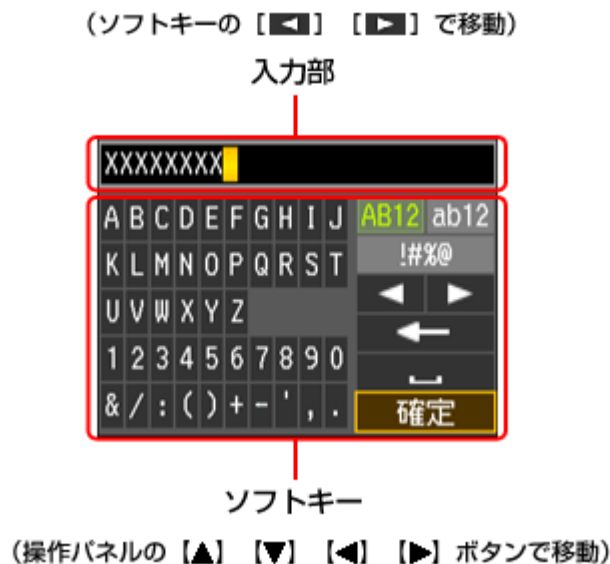 （ソフトキーの［◀］［▶］で移動）
入力部
XXXXXXXX
A B C D E F G H I J AB12 ab12
K L M N O P Q R S T !#%@
U V W X Y Z ◀ ▶
1 2 3 4 5 6 7 8 9 0 ←
& / : ( ) + - ' , . ␣
確定
ソフトキー
（操作パネルの【▲】【▼】【◀】【▶】ボタンで移動）